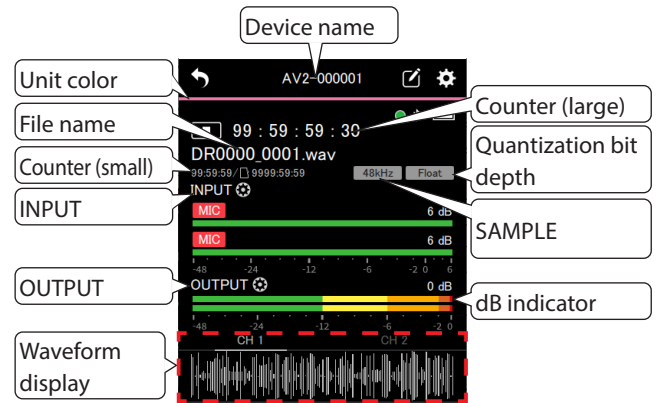 Device name
AV2-000001
Unit color
Counter (large)
99 : 59 : 59 : 30
File name
DR0000_0001.wav
Quantization bit depth
Counter (small)
99:59:59/ 9999:59:59
48kHz
Float
INPUT
INPUT
MIC
6 dB
SAMPLE
MIC
6 dB
-48 -24 -12 -6 -2 0 6
OUTPUT
OUTPUT
0 dB
dB indicator
-48 -24 -12 -6 -2 0
CH 1
CH 2
Waveform
display